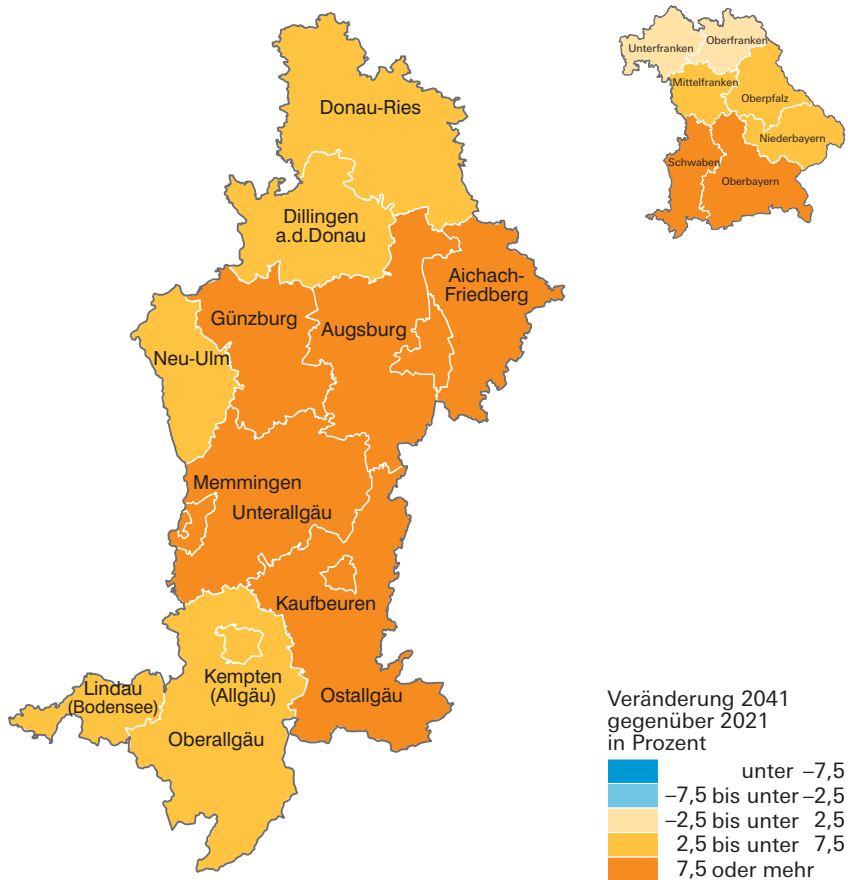 Donau-Ries
Dillingen
a.d.Donau
Aichach-
Friedberg
Günzburg
Augsburg
Neu-Ulm
Memmingen
Unterallgäu
Kaufbeuren
Kempten
(Allgäu)
Lindau
(Bodensee)
Ostallgäu
Oberallgäu
Unterfranken
Oberfranken
Mittelfranken
Oberpfalz
Niederbayern
Schwaben
Oberbayern
Veränderung 2041
gegenüber 2021
in Prozent
unter –7,5
–7,5 bis unter –2,5
–2,5 bis unter 2,5
2,5 bis unter 7,5
7,5 oder mehr